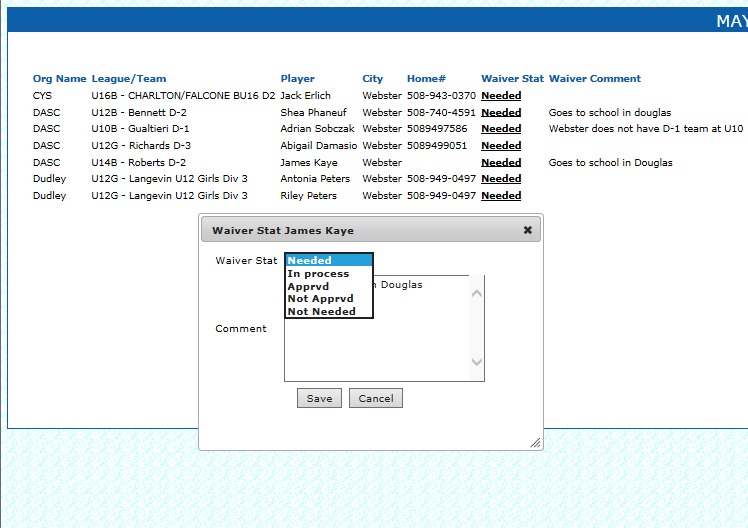 MAY
Org Name League/Team Player City Home# Waiver Stat Waiver Comment
CYS U16B - CHARLTON/FALCONE BU16 D2 Jack Erlich Webster 508-943-0370 Needed
DASC U12B - Bennett D-2 Shea Phaneuf Webster 508-740-4591 Needed Goes to school in douglas
DASC U10B - Gualtieri D-1 Adrian Sobczak Webster 5089497586 Needed Webster does not have D-1 team at U10
DASC U12G - Richards D-3 Abigail Damasio Webster 5089499051 Needed
DASC U14B - Roberts D-2 James Kaye Webster Needed Goes to school in Douglas
Dudley U12G - Langevin U12 Girls Div 3 Antonia Peters Webster 508-949-0497 Needed
Dudley U12G - Langevin U12 Girls Div 3 Riley Peters Webster 508-949-0497 Needed
Waiver Stat James Kaye
Waiver Stat Needed
In process
Apprvd
Not Apprvd
Not Needed
Douglas
Comment
Save Cancel